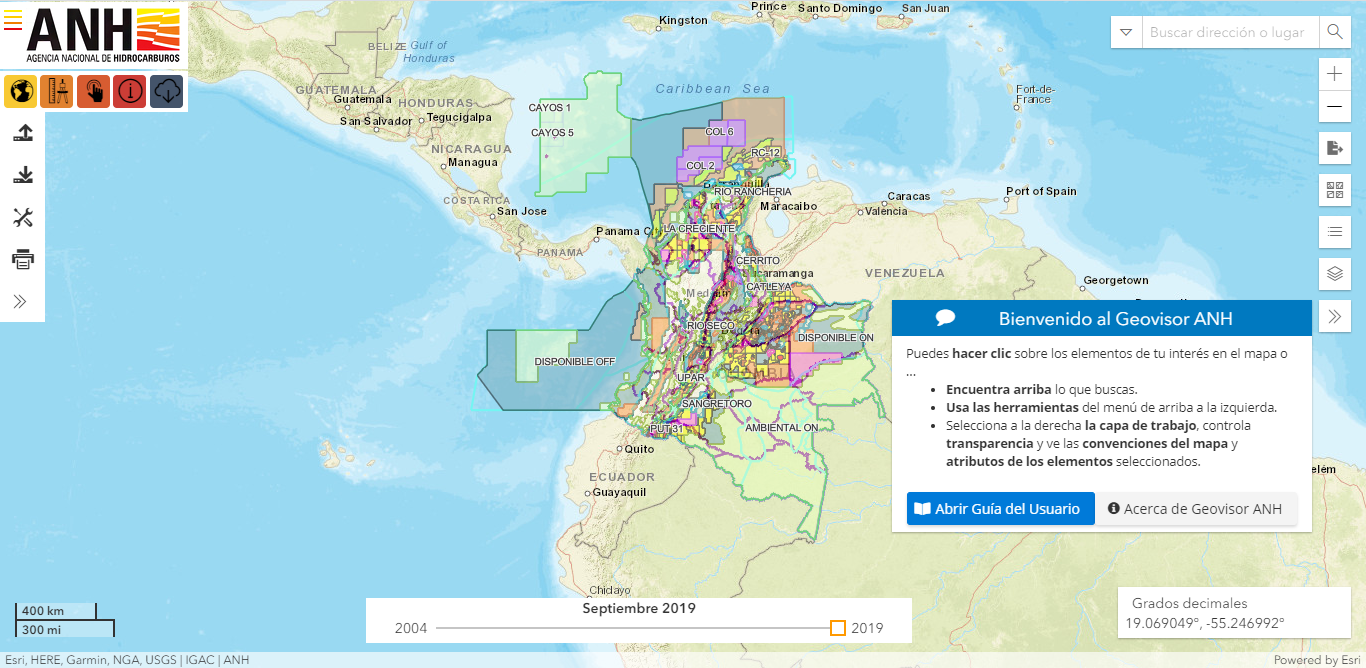 ANH
AGENCIA NACIONAL DE HIDROCARBUROS
Kingston
Prince
Santo Domingo
San Juan
Buscar dirección o lugar
BELIZE
Gulf of
Honduras
GUATEMALA
Guatemala
HONDURAS
San Salvador
Tegucigalpa
NICARAGUA
Managua
COSTA RICA
San Jose
Panama C
PANAMA
Caribbean Sea
CAYOS 1
CAYOS 5
COL 6
COL 2
RC-12
RIO RANCHERIA
Maracaibo
Caracas
Valencia
Port of Spain
Fort-de-
France
LA CRECIENTE
CERRITO
CATLEYA
VENEZUELA
Georgetown
RIO SECO
DISPONIBLE ON
DISPONIBLE OFF
UPAR
SANGRETORO
PUT 31
AMBIENTAL ON
Quito
ECUADOR
Guayaquil
Chiclayo
elém
Bienvenido al Geovisor ANH
Puedes hacer clic sobre los elementos de tu interés en el mapa o
...
• Encuentra arriba lo que buscas.
• Usa las herramientas del menú de arriba a la izquierda.
• Selecciona a la derecha la capa de trabajo, controla
transparencia y ve las convenciones del mapa y
atributos de los elementos seleccionados.
Abrir Guía del Usuario
Acerca de Geovisor ANH
400 km
300 mi
Septiembre 2019
2004
2019
Grados decimales
19.069049°, -55.246992°
Esri, HERE, Garmin, NGA, USGS | IGAC | ANH
Powered by Esri